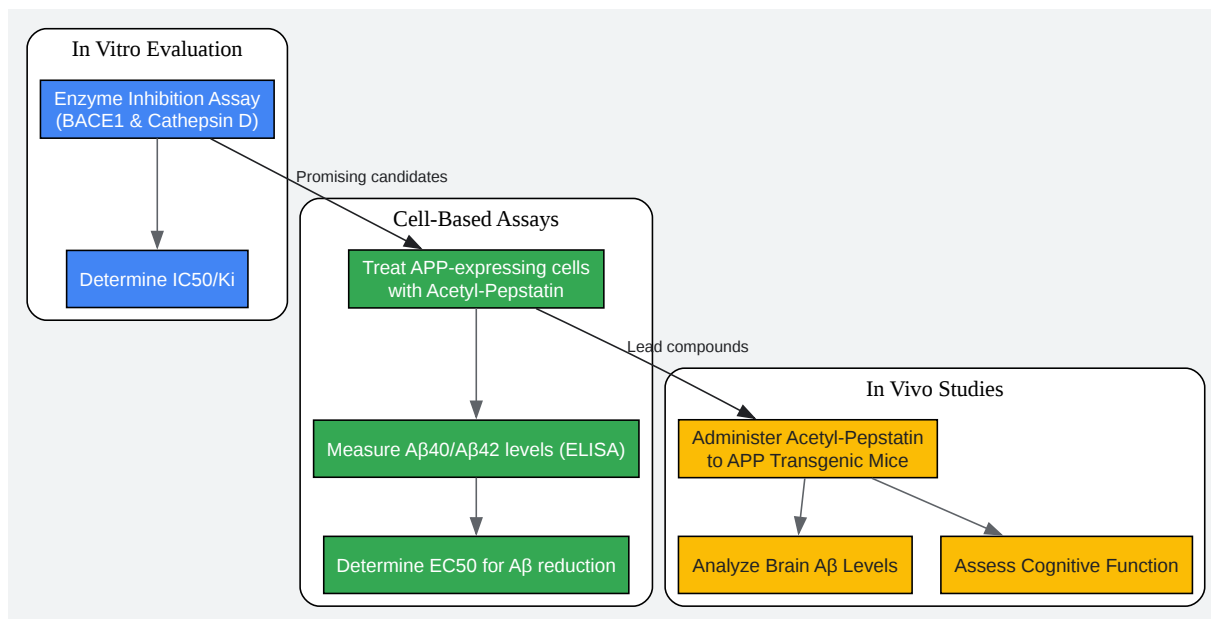 In Vitro Evaluation
Enzyme Inhibition Assay
(BACE1 & Cathepsin D)
Determine IC50/Ki
Promising candidates
Cell-Based Assays
Treat APP-expressing cells
with Acetyl-Pepstatin
Measure Aβ40/Aβ42 levels (ELISA)
Determine EC50 for Aβ reduction
Lead compounds
In Vivo Studies
Administer Acetyl-Pepstatin
to APP Transgenic Mice
Analyze Brain Aβ Levels
Assess Cognitive Function